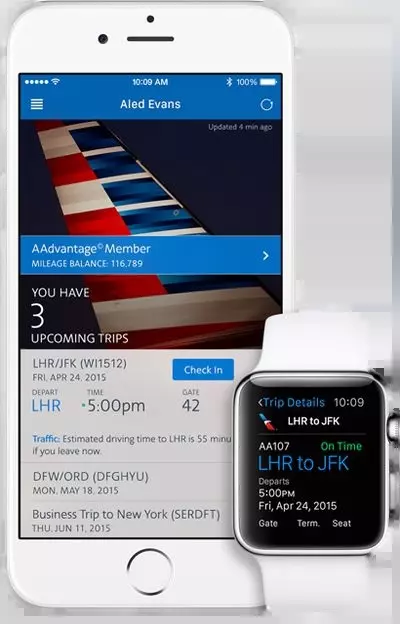 10:09 AM
100%
Aled Evans
Updated 4 min ago
AAdvantage® Member
MILEAGE BALANCE: 116,789
YOU HAVE
3
UPCOMING TRIPS
LHR/JFK (WI1512)
FRI, APR 24, 2015
Check In
DEPART TIME GATE
LHR 5:00pm 42
Traffic: Estimated driving time to LHR is 55 minu
if you leave now.
DFW/ORD (DFGHYU)
MON, MAY 18, 2015
Business Trip to New York (SERDFT)
THU, JUN 11, 2015
<Trip Details 10:09
LHR to JFK
AA107 On Time
LHR to JFK
Departs
5:00PM
Fri, Apr 24, 2015
Gate Term. Seat